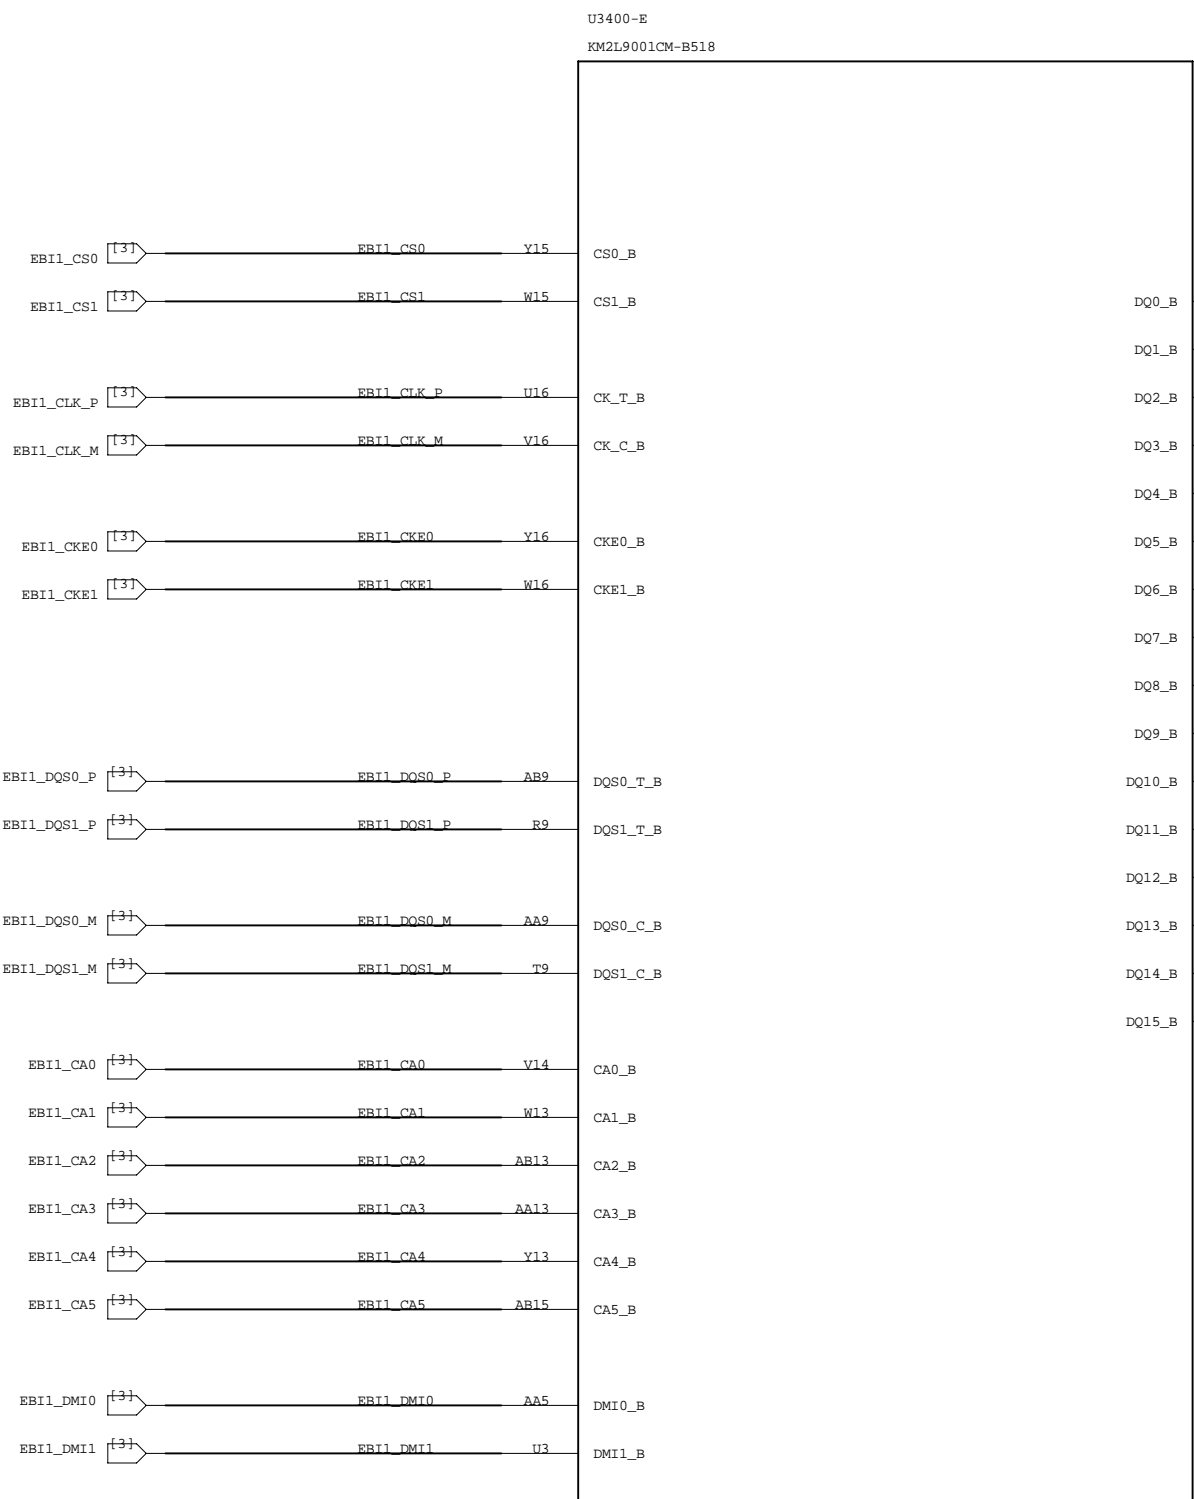 U3400-E
KM2L9001CM-B518
EBI1_CS0 [3] EBI1_CS0 Y15 CS0_B
EBI1_CS1 [3] EBI1_CS1 W15 CS1_B DQ0_B
DQ1_B
EBI1_CLK_P [3] EBI1_CLK_P U16 CK_T_B DQ2_B
EBI1_CLK_M [3] EBI1_CLK_M V16 CK_C_B DQ3_B
DQ4_B
EBI1_CKE0 [3] EBI1_CKE0 Y16 CKE0_B DQ5_B
EBI1_CKE1 [3] EBI1_CKE1 W16 CKE1_B DQ6_B
DQ7_B
DQ8_B
DQ9_B
EBI1_DQS0_P [3] EBI1_DQS0_P AB9 DQS0_T_B DQ10_B
EBI1_DQS1_P [3] EBI1_DQS1_P R9 DQS1_T_B DQ11_B
DQ12_B
EBI1_DQS0_M [3] EBI1_DQS0_M AA9 DQS0_C_B DQ13_B
EBI1_DQS1_M [3] EBI1_DQS1_M T9 DQS1_C_B DQ14_B
DQ15_B
EBI1_CA0 [3] EBI1_CA0 V14 CA0_B
EBI1_CA1 [3] EBI1_CA1 W13 CA1_B
EBI1_CA2 [3] EBI1_CA2 AB13 CA2_B
EBI1_CA3 [3] EBI1_CA3 AA13 CA3_B
EBI1_CA4 [3] EBI1_CA4 Y13 CA4_B
EBI1_CA5 [3] EBI1_CA5 AB15 CA5_B
EBI1_DMI0 [3] EBI1_DMI0 AA5 DMI0_B
EBI1_DMI1 [3] EBI1_DMI1 U3 DMI1_B